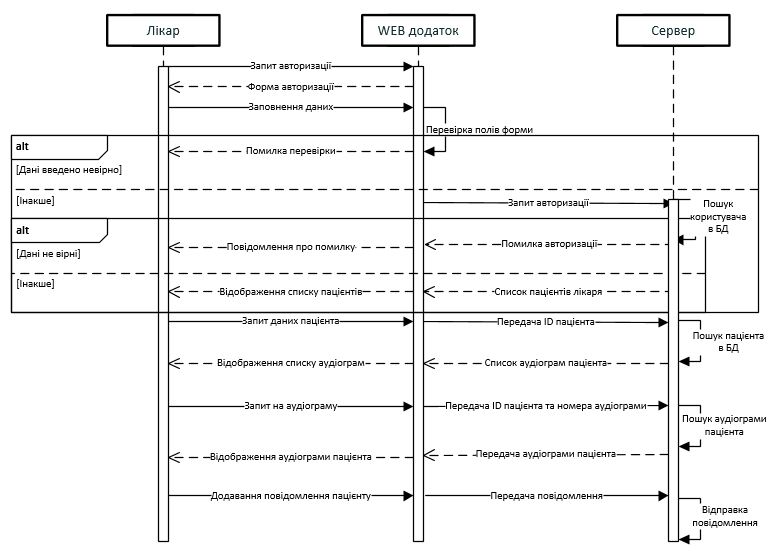 Лікар
WEB додаток
Сервер
Запит авторизації
Форма авторизації
Заповнення даних
Перевірка полів форми
alt
Помилка перевірки
[Дані введено невірно]
[Інакше]
Запит авторизації
Пошук
користувача
в БД
alt
Повідомлення про помилку
Помилка авторизації
[Дані не вірні]
[Інакше]
Відображення списку пацієнтів
Список пацієнтів лікаря
Запит даних пацієнта
Передача ID пацієнта
Пошук пацієнта
в БД
Відображення списку аудіограм
Список аудіограм пацієнта
Запит на аудіограму
Передача ID пацієнта та номера аудіограми
Пошук аудіограми
пацієнта
Відображення аудіограми пацієнта
Передача аудіограми пацієнта
Додавання повідомлення пацієнту
Передача повідомлення
Відправка
повідомлення